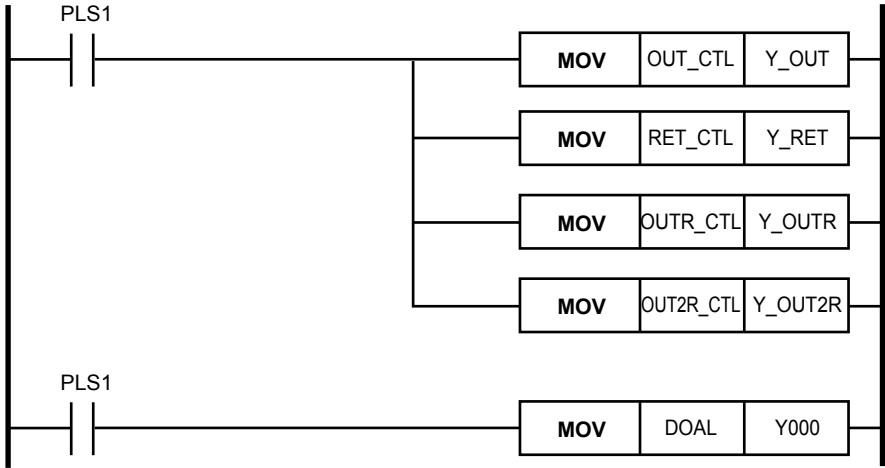 PLS1
MOV OUT_CTL Y_OUT
MOV RET_CTL Y_RET
MOV OUTR_CTL Y_OUTR
MOV OUT2R_CTL Y_OUT2R
PLS1
MOV DOAL Y000